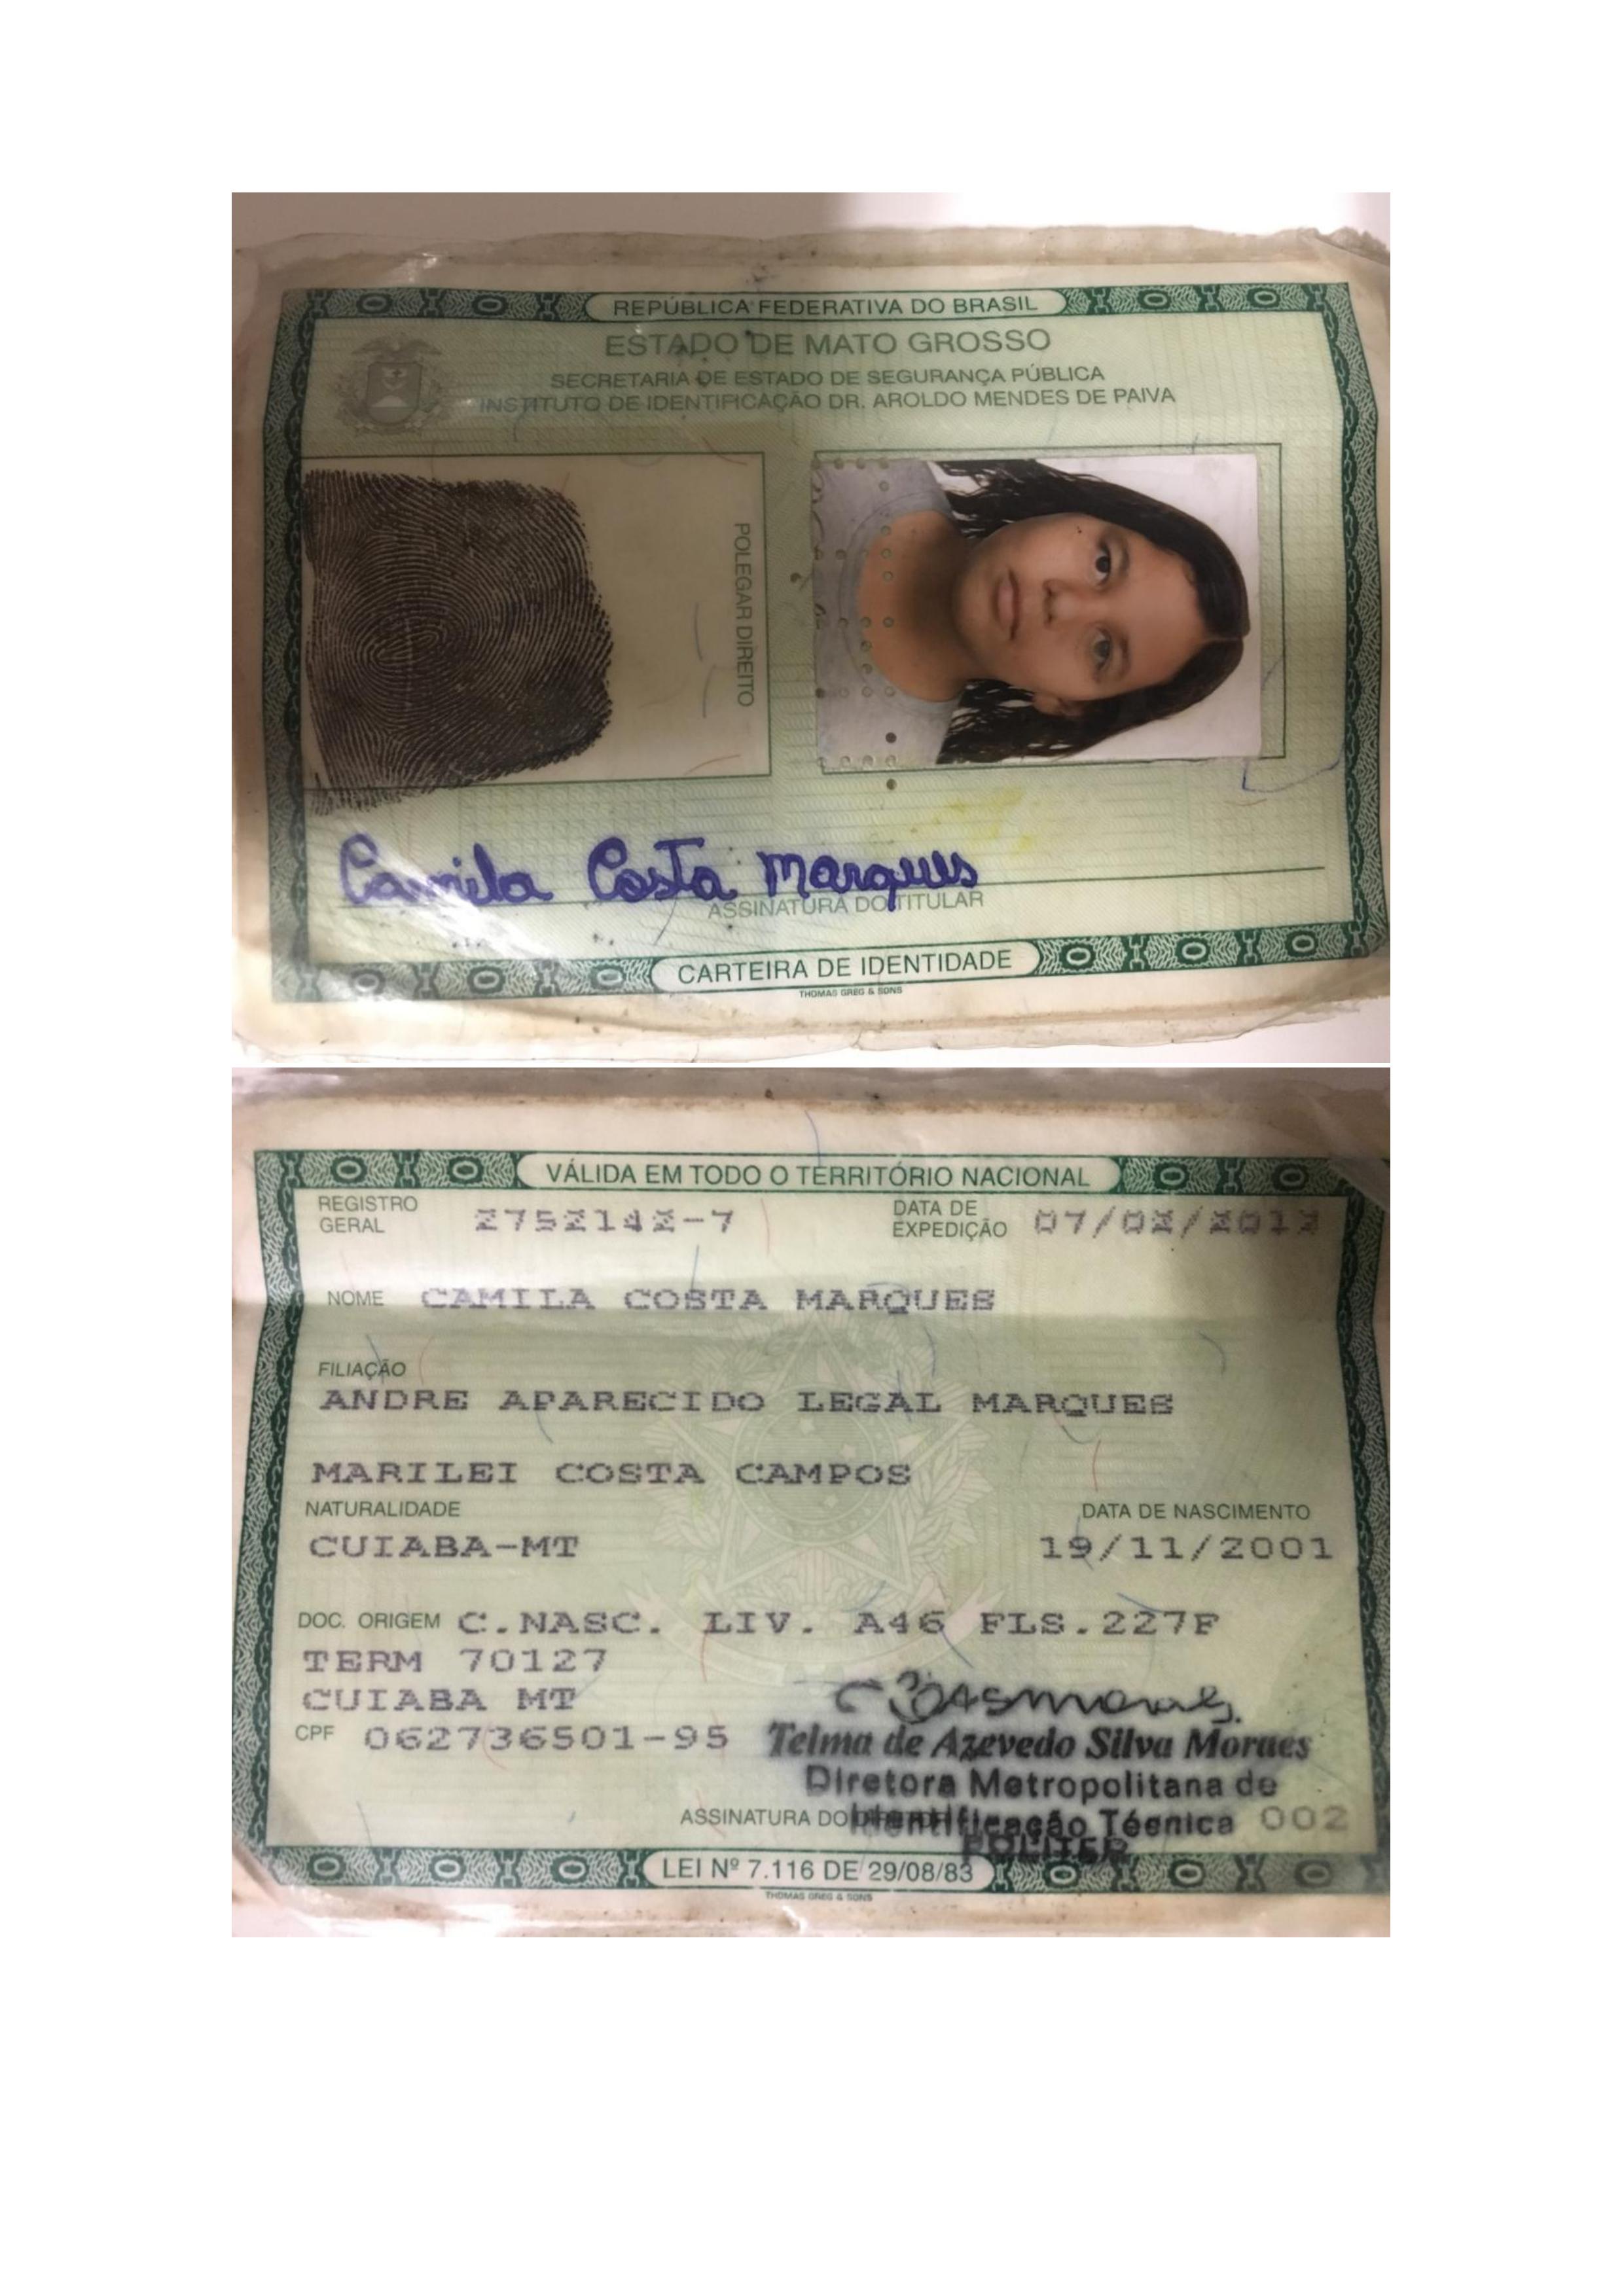 REPÚBLICA FEDERATIVA DO BRASIL
ESTADO DE MATO GROSSO
SECRETARIA DE ESTADO DE SEGURANÇA PÚBLICA
INSTITUTO DE IDENTIFICAÇÃO DR. AROLDO MENDES DE PAIVA
POLEGAR DIREITO
Camila Costa Marques
ASSINATURA DO TITULAR
CARTEIRA DE IDENTIDADE
THOMAS GREG & SONS
VÁLIDA EM TODO O TERRITÓRIO NACIONAL
REGISTRO GERAL 2752142-7 DATA DE EXPEDIÇÃO
NOME CAMILA COSTA MARQUES
FILIAÇÃO
ANDRE APARECIDO LEGAL MARQUES
MARILEI COSTA CAMPOS
NATURALIDADE DATA DE NASCIMENTO
CUIABA-MT 19/11/2001
DOC. ORIGEM C.NASC. LIV. A46 FLS.227F
TERM 70127
CUIABA MT
CPF 062736501-95
Telma de Azevedo Silva Moraes
Diretora Metropolitana de
Identificação Técnica 002
ASSINATURA DO
POLITEC
LEI Nº 7.116 DE 29/08/83
THOMAS GREG & SONS